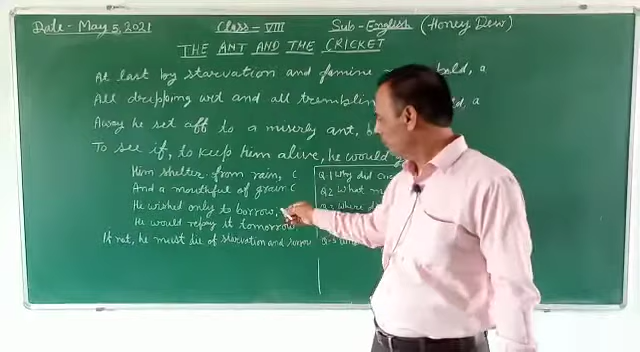 Date - May 5, 2021 Class - VIII Sub - English (Honey Dew)
THE ANT AND THE CRICKET
At last by starvation and famine bold, a
All dripping wet and all a
Away he set off to a miserly ant,
To see if, to keep him alive, he would
Him shelter from rain, c
And a mouthful of grain. c
He wished only to borrow,
He would repay it tomorrow
If not, he must die of starvation and sorrow
Q-1 Why did
Q2 What
Where